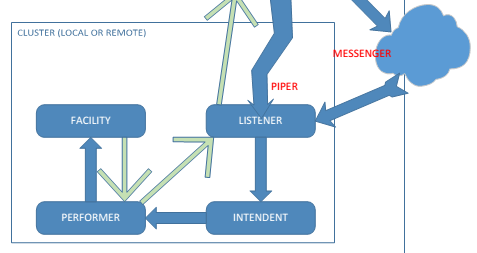 CLUSTER (LOCAL OR REMOTE)
MESSENGER
PIPER
FACILITY
LISTENER
PERFORMER
INTENDENT